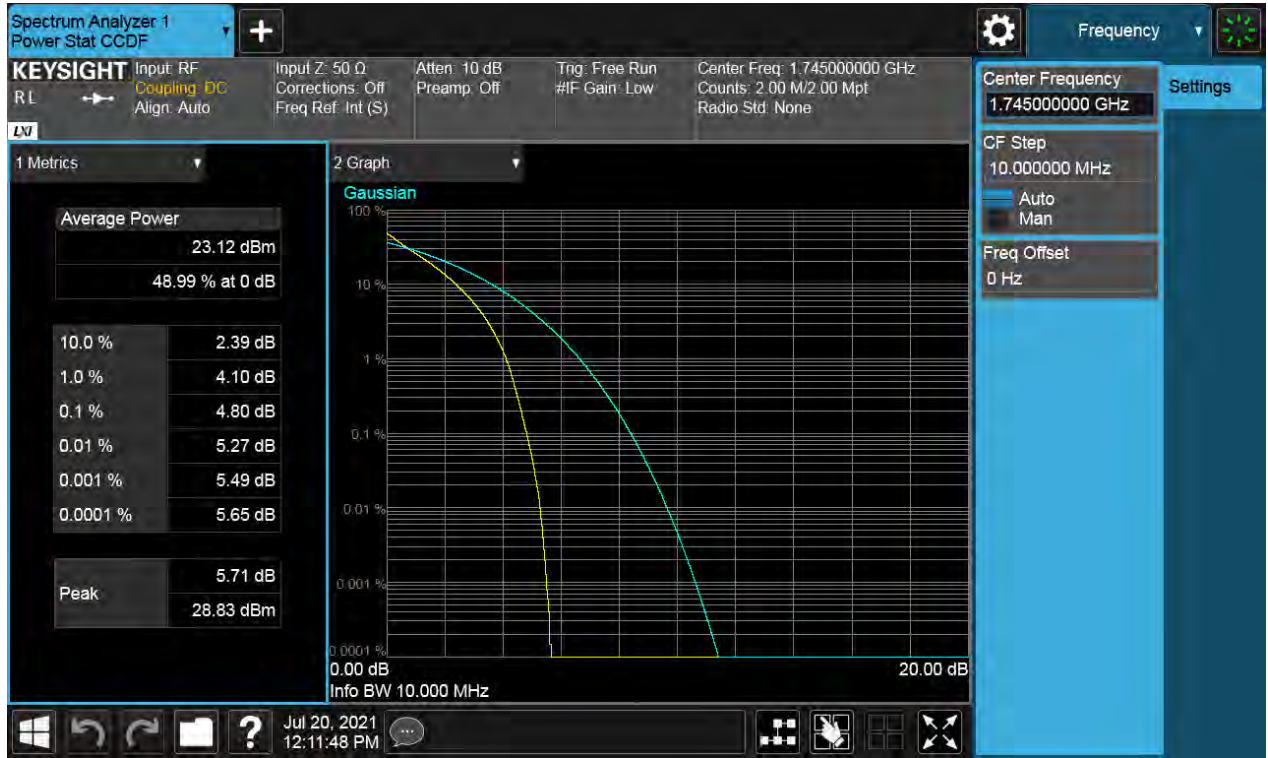 Spectrum Analyzer 1
Power Stat CCDF
+
Frequency
KEYSIGHT
RL
LXI
Input: RF
Coupling: DC
Align: Auto
Input Z: 50 Ω
Corrections: Off
Freq Ref: Int (S)
Atten: 10 dB
Preamp: Off
Trig: Free Run
#IF Gain: Low
Center Freq: 1.745000000 GHz
Counts: 2.00 M/2.00 Mpt
Radio Std: None
Center Frequency
1.745000000 GHz
Settings
CF Step
10.000000 MHz
Auto
Man
Freq Offset
0 Hz
1 Metrics
Average Power
23.12 dBm
48.99 % at 0 dB
10.0 % 2.39 dB
1.0 % 4.10 dB
0.1 % 4.80 dB
0.01 % 5.27 dB
0.001 % 5.49 dB
0.0001 % 5.65 dB
Peak
5.71 dB
28.83 dBm
2 Graph
Gaussian
100 %
10 %
1 %
0.1 %
0.01 %
0.001 %
0.0001 %
0.00 dB 20.00 dB
Info BW 10.000 MHz
?
Jul 20, 2021
12:11:48 PM